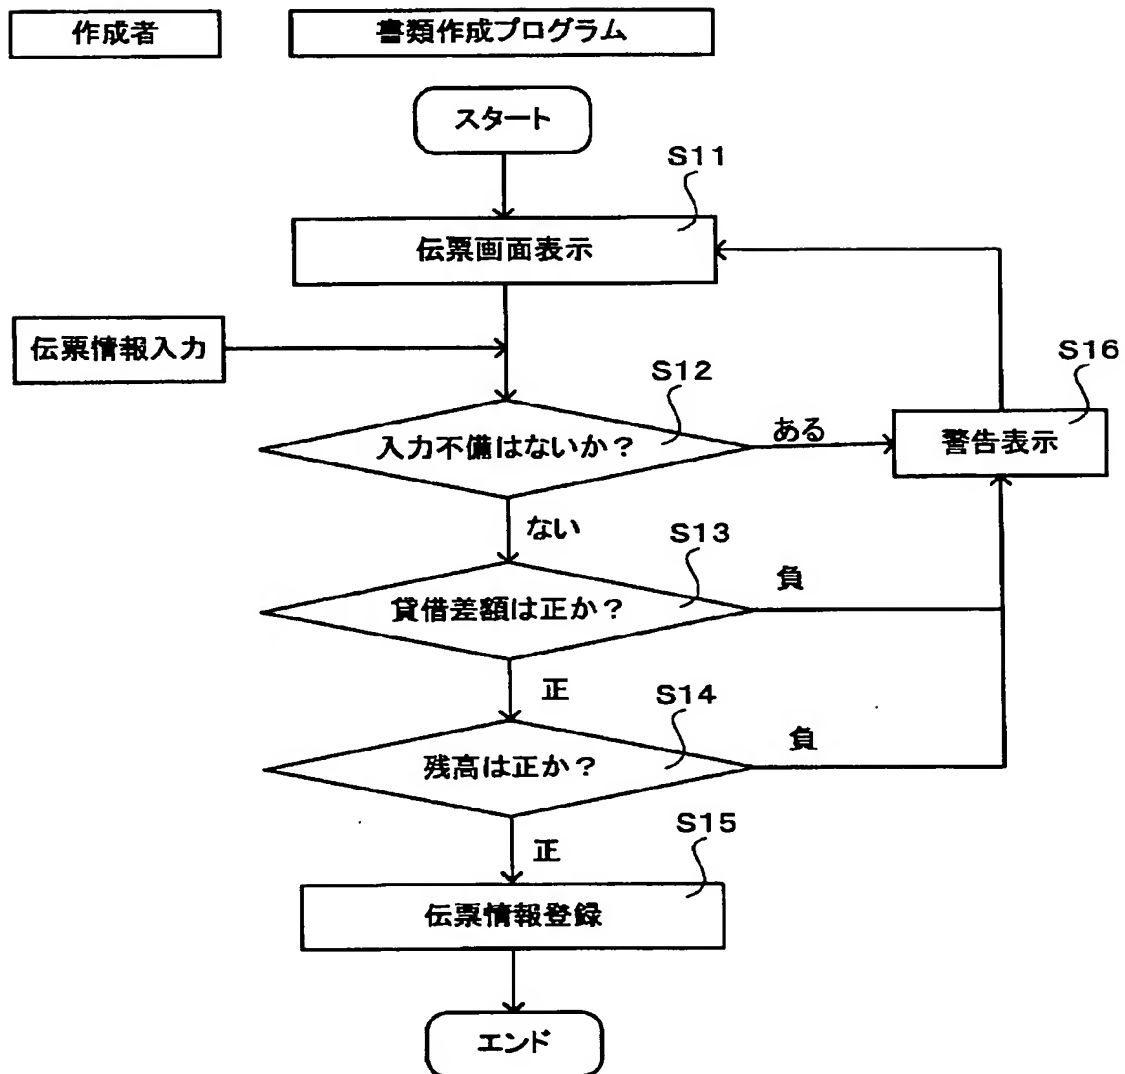 作成者
書類作成プログラム
スタート
S11
伝票画面表示
伝票情報入力
S12
入力不備はないか？
ある
S16
警告表示
ない
S13
貸借差額は正か？
負
正
S14
残高は正か？
負
正
S15
伝票情報登録
エンド